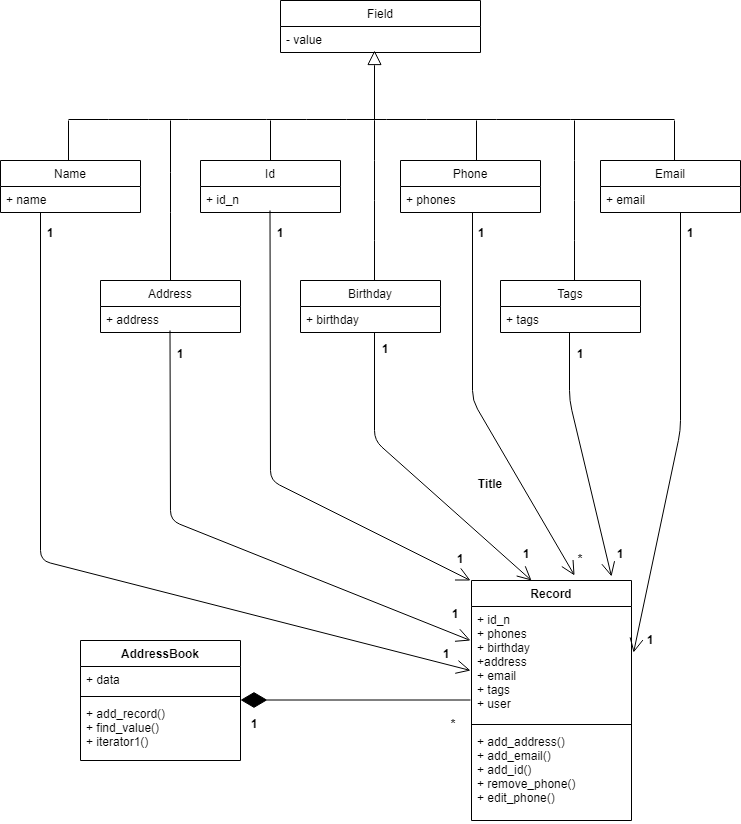 Field
- value
Name
+ name
Id
+ id_n
Phone
+ phones
Email
+ email
1
1
1
1
Address
+ address
Birthday
+ birthday
Tags
+ tags
1
1
1
Title
1
1
*
1
1
1
1
Record
+ id_n
+ phones
+ birthday
+address
+ email
+ tags
+ user
+ add_address()
+ add_email()
+ add_id()
+ remove_phone()
+ edit_phone()
AddressBook
+ data
+ add_record()
+ find_value()
+ iterator1()
1
*